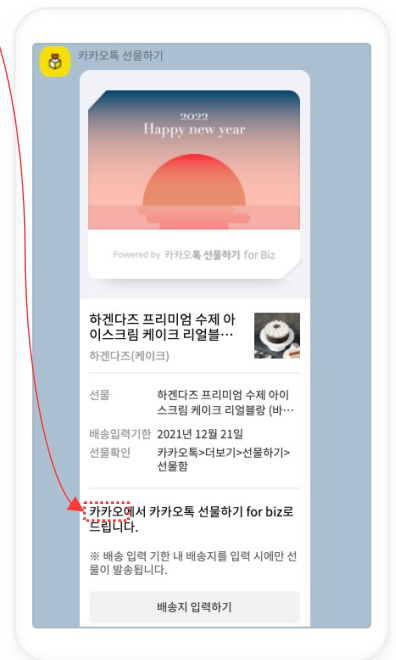 카카오톡 선물하기
2022
Happy new year
Powered by 카카오톡 선물하기 for Biz
하겐다즈 프리미엄 수제 아
이스크림 케이크 리얼블…
하겐다즈(케이크)
선물 하겐다즈 프리미엄 수제 아이
스크림 케이크 리얼블랑 (바…
배송입력기한 2021년 12월 21일
선물확인 카카오톡>더보기>선물하기>
선물함
카카오에서 카카오톡 선물하기 for biz로
드립니다.
※ 배송 입력 기한 내 배송지를 입력 시에만 선
물이 발송됩니다.
배송지 입력하기